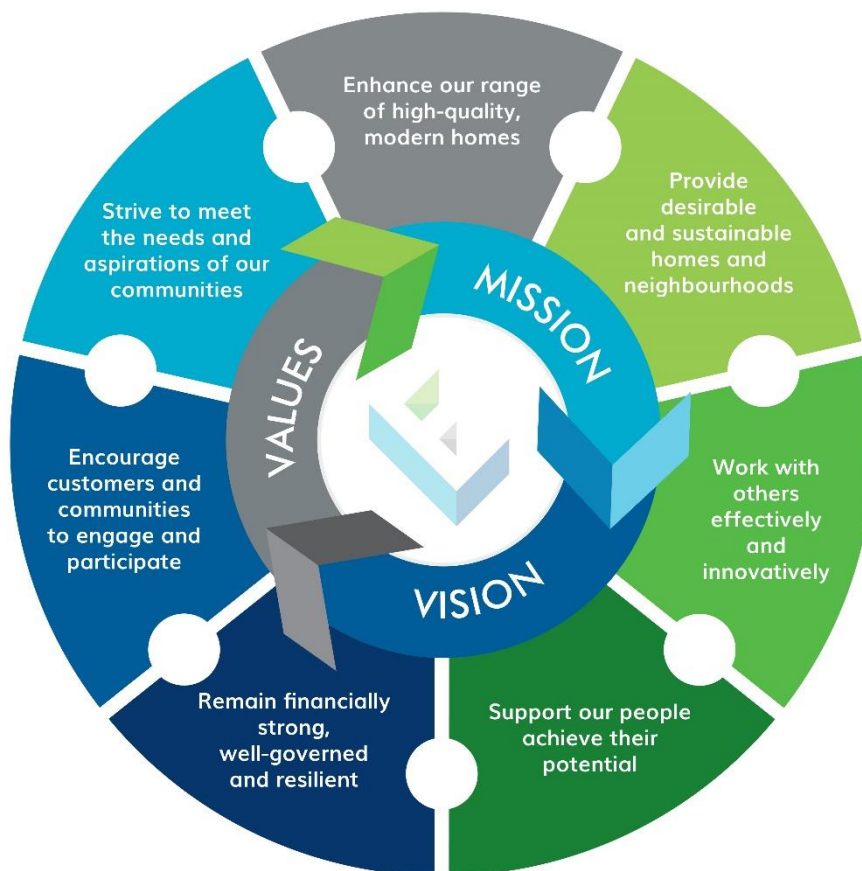 Enhance our range
of high-quality,
modern homes
Provide
desirable
and sustainable
homes and
neighbourhoods
Work with
others
effectively
and
innovatively
Support our people
achieve their
potential
Remain financially
strong,
well-governed
and resilient
Encourage
customers and
communities
to engage and
participate
Strive to meet
the needs and
aspirations of our
communities
MISSION
VISION
VALUES